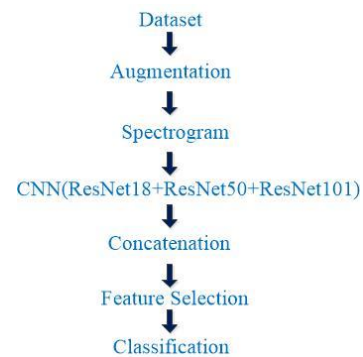 Dataset
Augmentation
Spectrogram
CNN(ResNet18+ResNet50+ResNet101)
Concatenation
Feature Selection
Classification